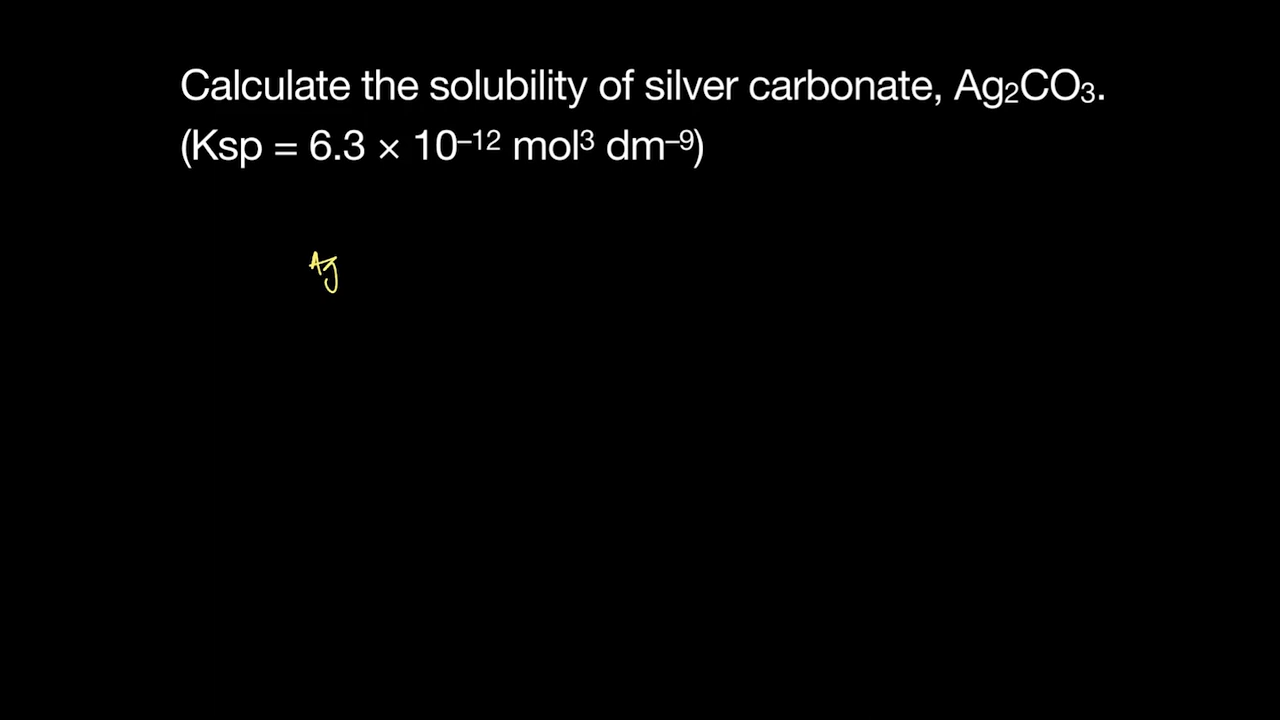 Calculate the solubility of silver carbonate, Ag₂CO₃.
(Ksp = 6.3 × 10⁻¹² mol³ dm⁻⁹)
Ag